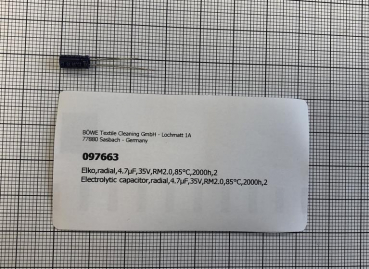 BÖWE Textile Cleaning GmbH - Lochmatt 1A
77880 Sasbach - Germany
097663
Elko,radial,4.7µF,35V,RM2.0,85°C,2000h,2
Electrolytic capacitor,radial,4.7µF,35V,RM2.0,85°C,2000h,2